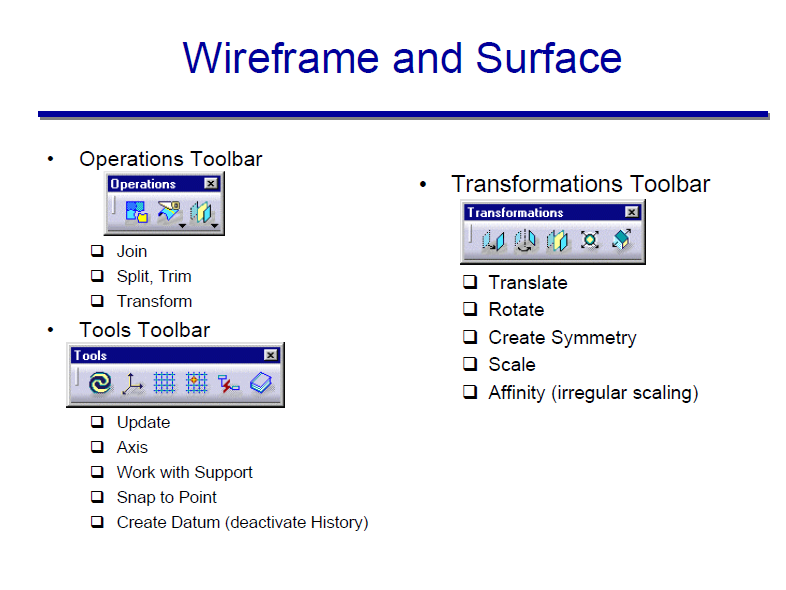 Wireframe and Surface
• Operations Toolbar
Operations
Join
Split, Trim
Transform
• Tools Toolbar
Tools
Update
Axis
Work with Support
Snap to Point
Create Datum (deactivate History)
• Transformations Toolbar
Transformations
Translate
Rotate
Create Symmetry
Scale
Affinity (irregular scaling)